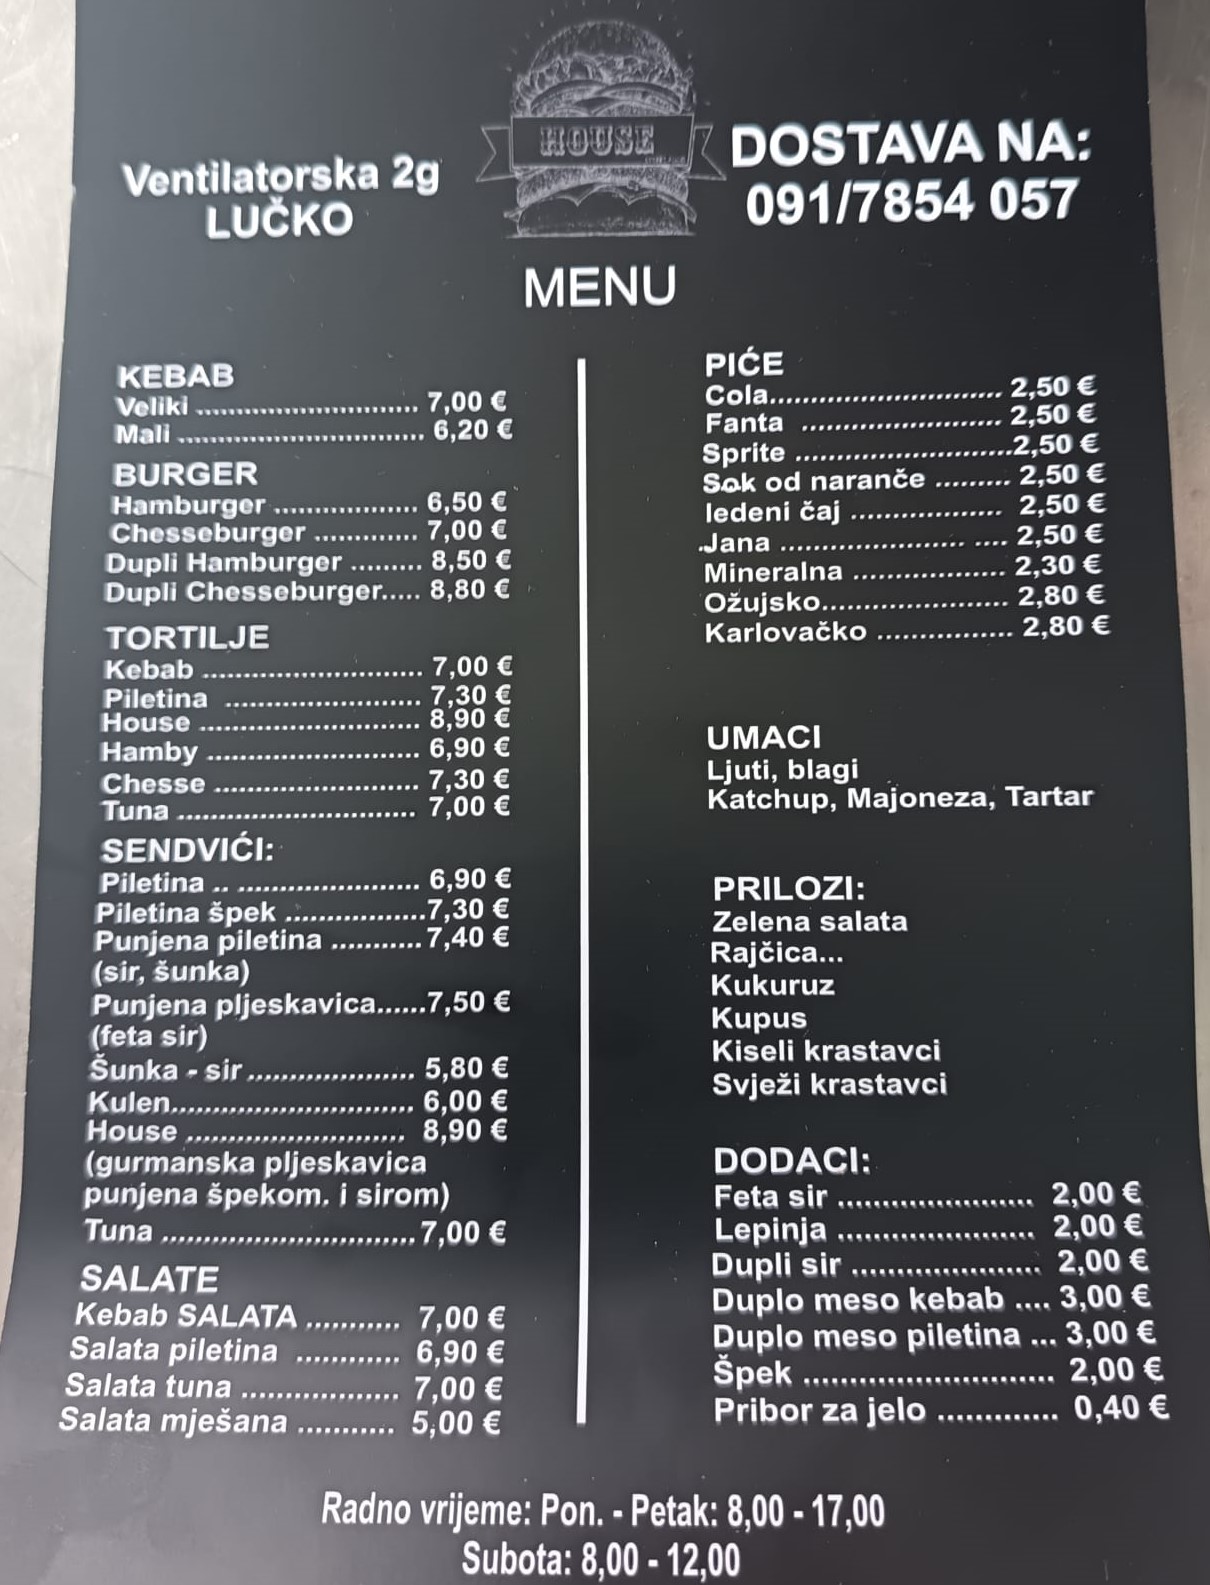 HOUSE
Ventilatorska 2g
LUČKO
DOSTAVA NA:
091/7854 057
MENU
KEBAB
Veliki ............................ 7,00 €
Mali ............................... 6,20 €
BURGER
Hamburger .................. 6,50 €
Chesseburger ............. 7,00 €
Dupli Hamburger ......... 8,50 €
Dupli Chesseburger..... 8,80 €
TORTILJE
Kebab ............................ 7,00 €
Piletina ......................... 7,30 €
House ............................ 8,90 €
Hamby ........................... 6,90 €
Chesse .......................... 7,30 €
Tuna .............................. 7,00 €
SENDVIĆI:
Piletina .. ....................... 6,90 €
Piletina špek .................7,30 €
Punjena piletina ...........7,40 €
(sir, šunka)
Punjena pljeskavica......7,50 €
(feta sir)
Šunka - sir ..................... 5,80 €
Kulen.............................. 6,00 €
House ............................ 8,90 €
(gurmanska pljeskavica
punjena špekom. i sirom)
Tuna ................................7,00 €
SALATE
Kebab SALATA ............ 7,00 €
Salata piletina ............. 6,90 €
Salata tuna .................. 7,00 €
Salata mješana ........... 5,00 €
PIĆE
Cola............................. 2,50 €
Fanta ......................... 2,50 €
Sprite ...........................2,50 €
Sok od naranče ......... 2,50 €
ledeni čaj ................... 2,50 €
Jana ....................... .... 2,50 €
Mineralna ................... 2,30 €
Ožujsko....................... 2,80 €
Karlovačko ................. 2,80 €
UMACI
Ljuti, blagi
Katchup, Majoneza, Tartar
PRILOZI:
Zelena salata
Rajčica...
Kukuruz
Kupus
Kiseli krastavci
Svježi krastavci
DODACI:
Feta sir ...................... 2,00 €
Lepinja ...................... 2,00 €
Dupli sir ..................... 2,00 €
Duplo meso kebab .... 3,00 €
Duplo meso piletina ... 3,00 €
Špek ............................ 2,00 €
Pribor za jelo ............. 0,40 €
Radno vrijeme: Pon. - Petak: 8,00 - 17,00
Subota: 8,00 - 12,00